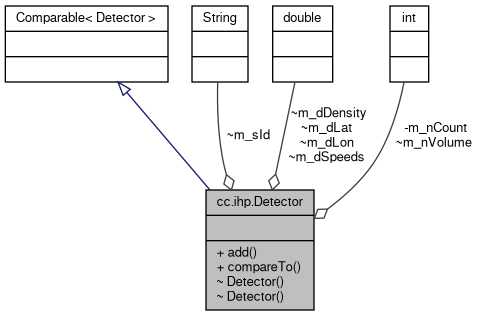 Comparable< Detector >
String
double
int
~m_sId
~m_dDensity
~m_dLat
~m_dLon
~m_dSpeeds
-m_nCount
~m_nVolume
cc.ihp.Detector
+ add()
+ compareTo()
~ Detector()
~ Detector()